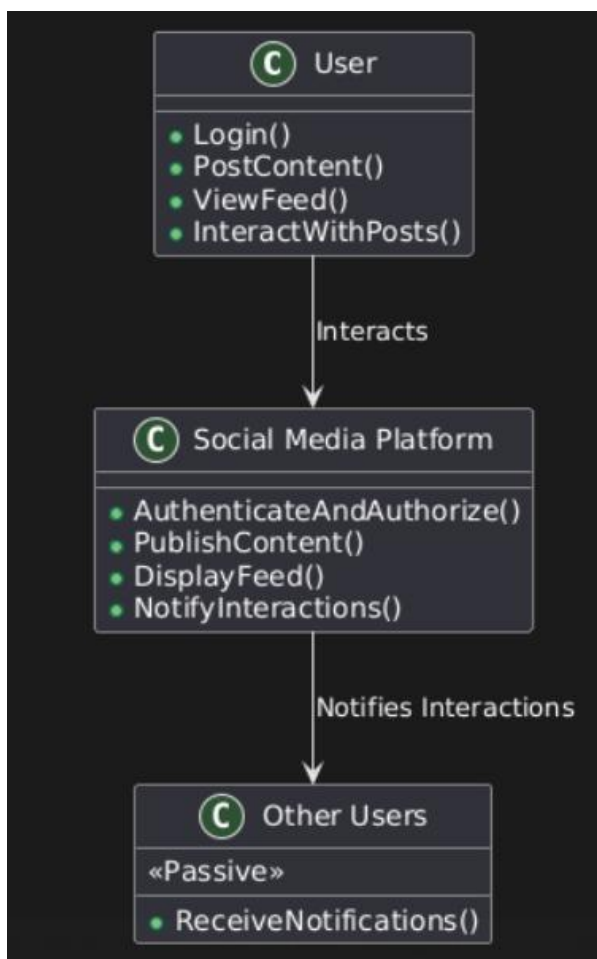 C User
Login()
PostContent()
ViewFeed()
InteractWithPosts()
Interacts
C Social Media Platform
AuthenticateAndAuthorize()
PublishContent()
DisplayFeed()
NotifyInteractions()
Notifies Interactions
C Other Users
«Passive»
ReceiveNotifications()